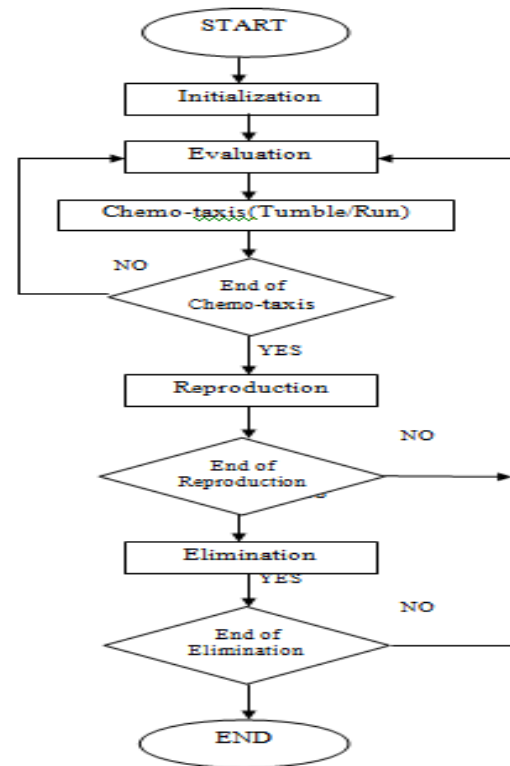 START
Initialization
Evaluation
Chemo-taxis(Tumble/Run)
NO
End of
Chemo-taxis
YES
Reproduction
NO
End of
Reproduction
Elimination
YES
NO
End of
Elimination
END